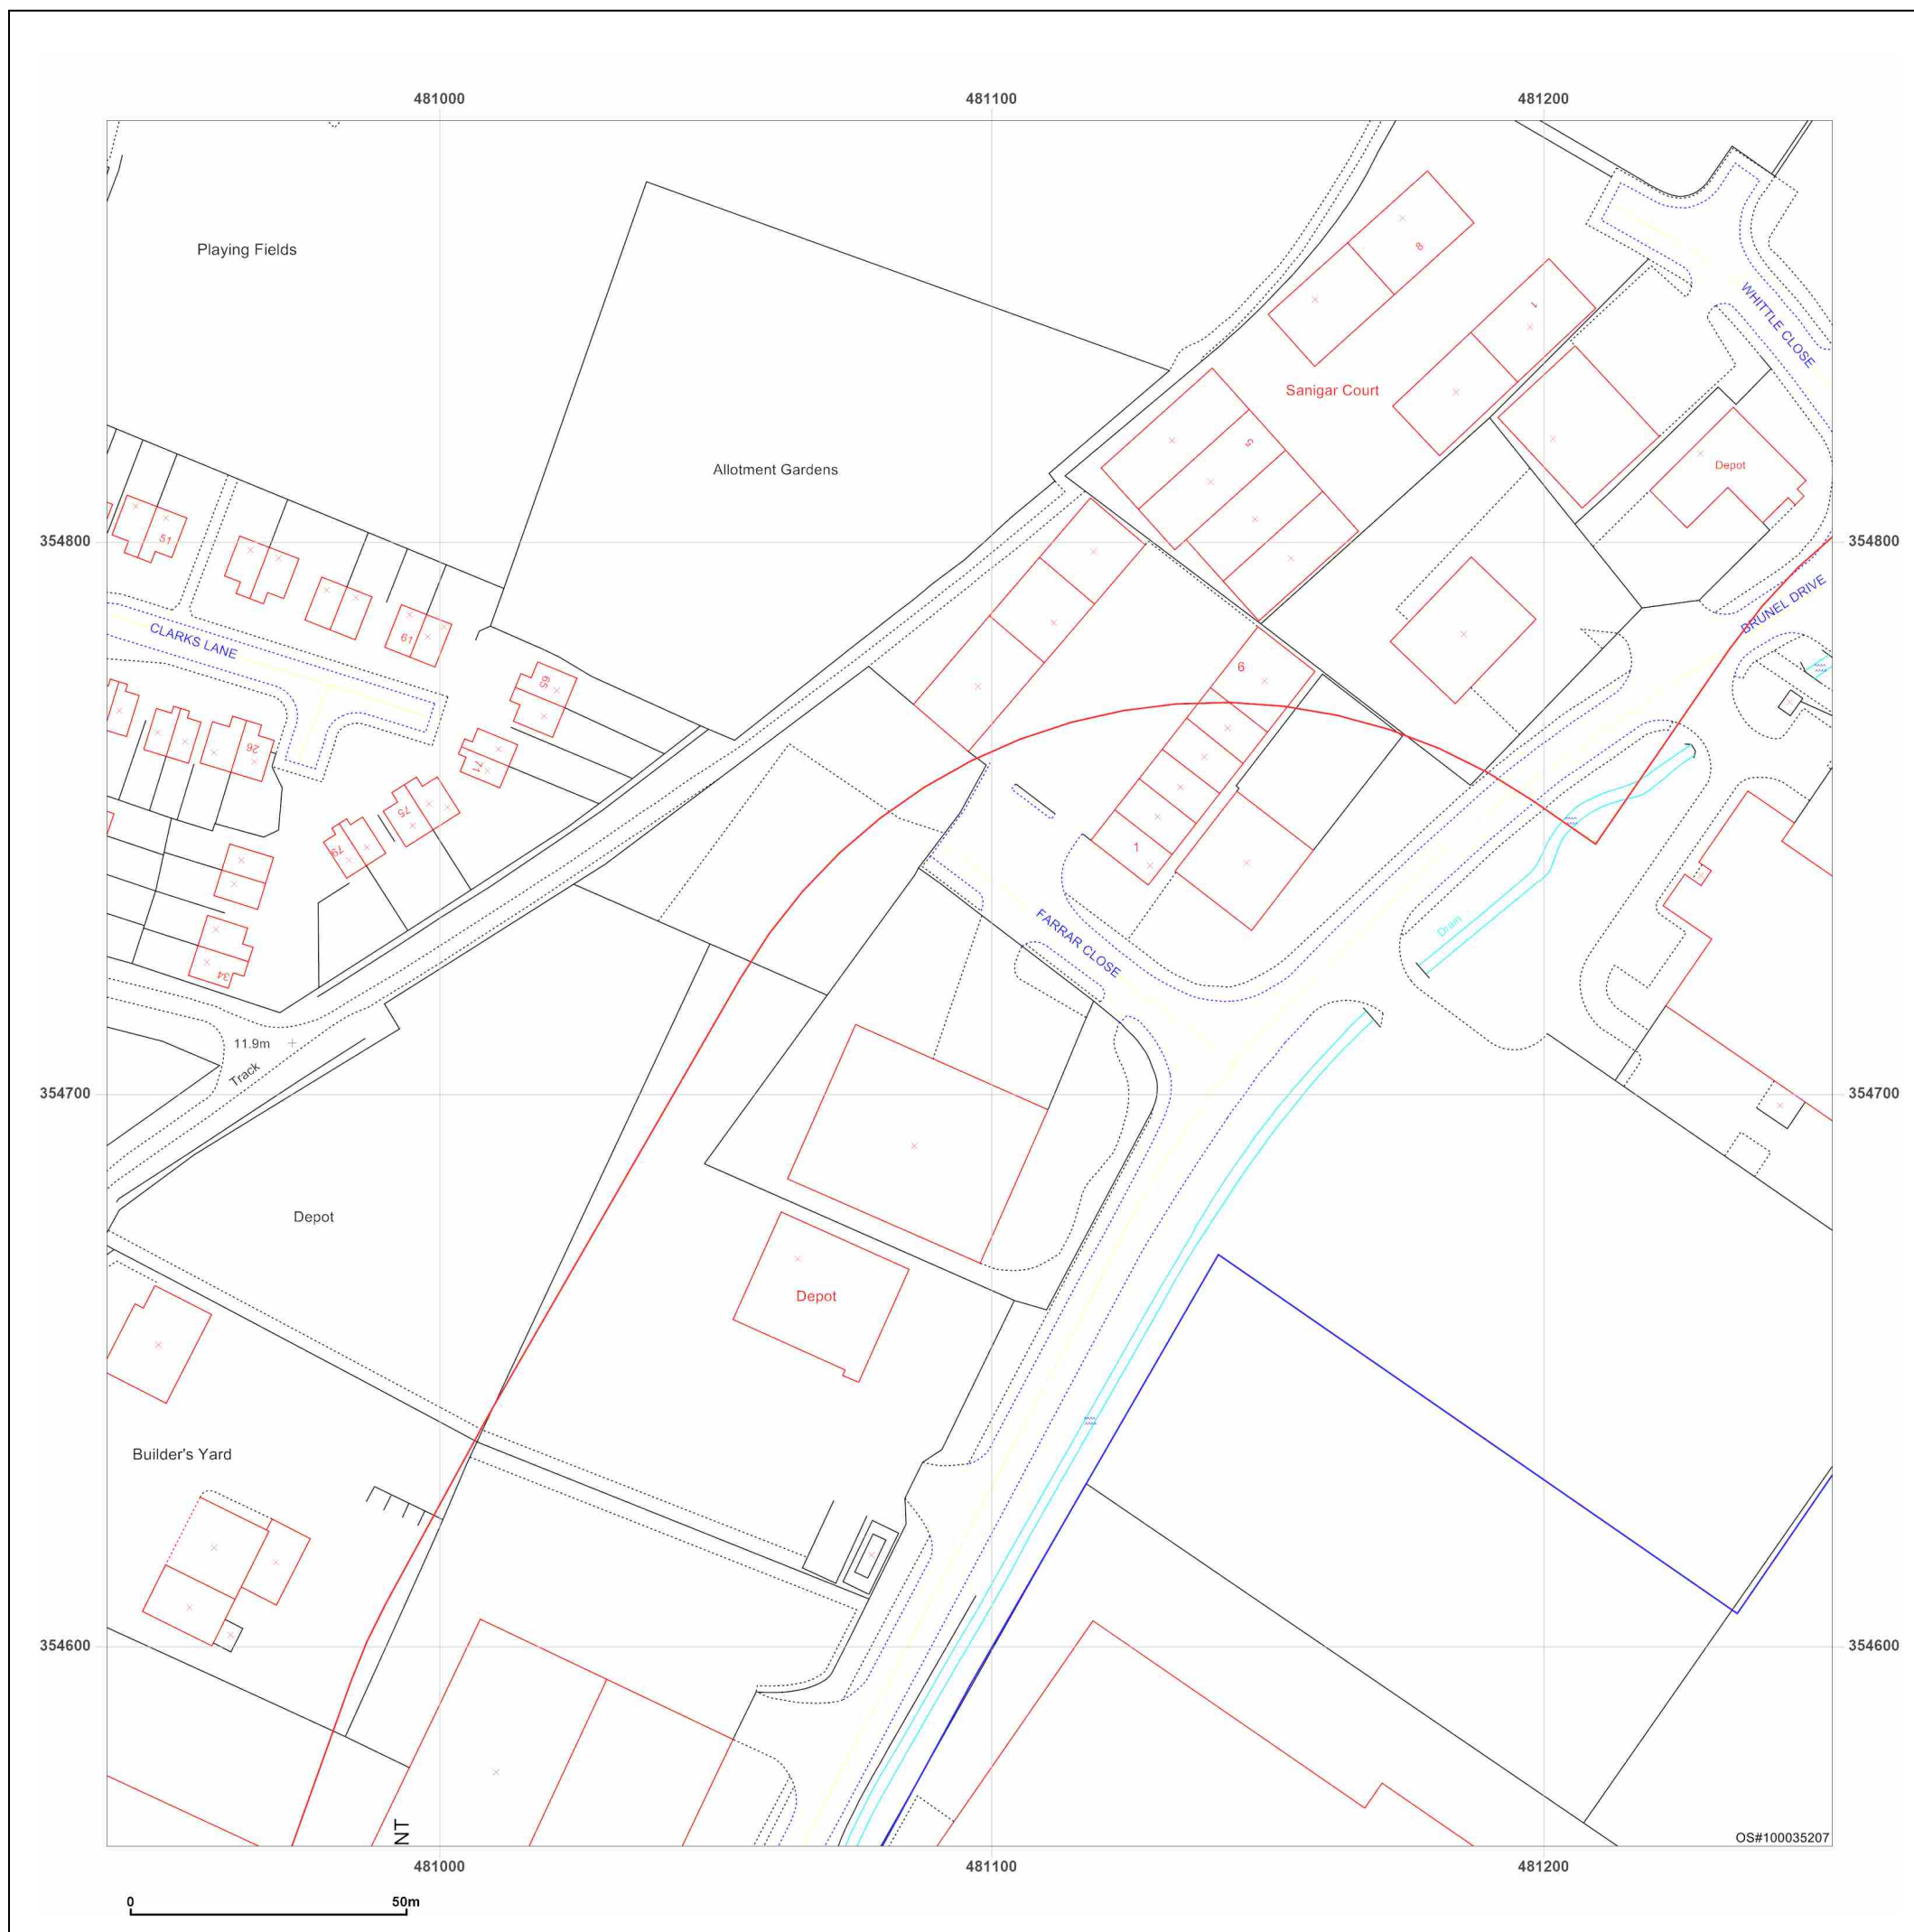 481000 481100 481200
Playing Fields
8
WHITTLE CLOSE
7
Sanigar Court
5
Depot
Allotment Gardens
51
354800 354800
BRUNEL DRIVE
CLARKS LANE
61
65
6
26
71
75
79
1
FARRAR CLOSE
Drain
34
11.9m
Track
354700 354700
Depot
Depot
Builder's Yard
354600 354600
NT
OS#100035207
481000 481100 481200
0 50m